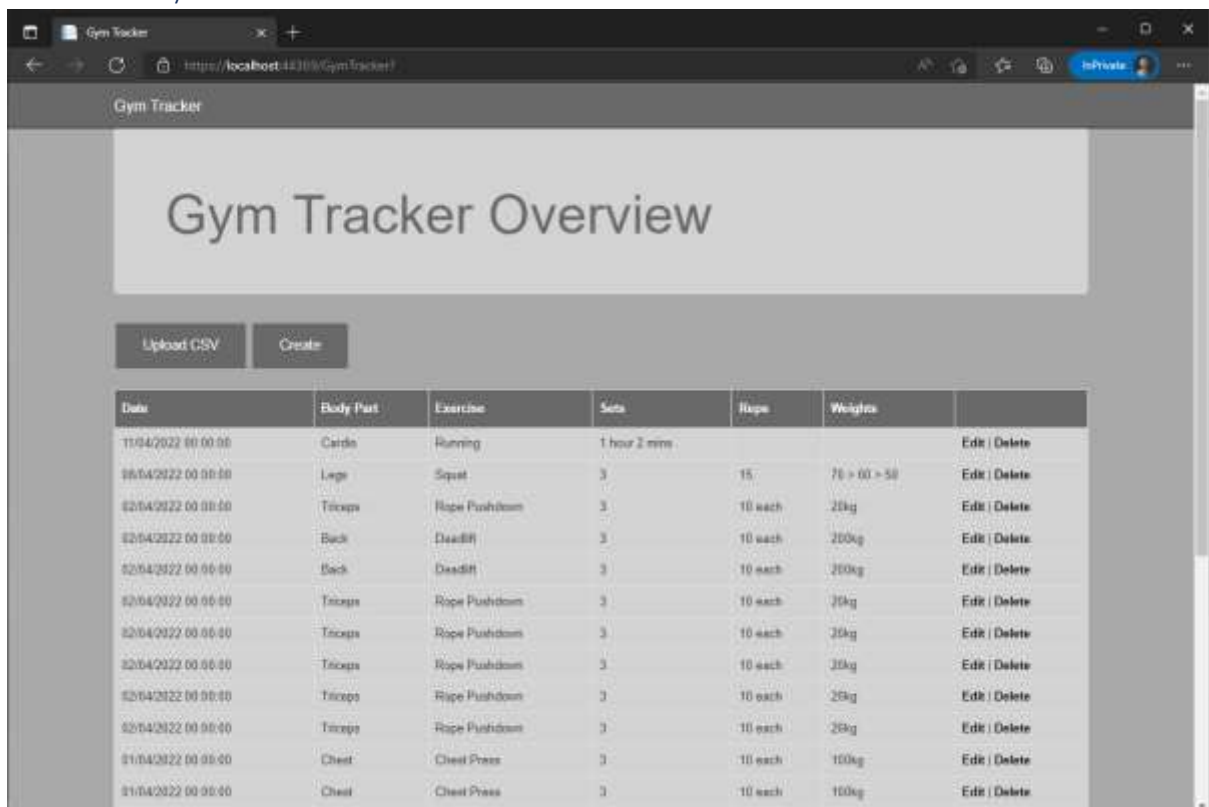 Gym Tracker
https://localhost:44309/GymTracker?
InPrivate
Gym Tracker
Gym Tracker Overview
Upload CSV Create
Date Body Part Exercise Sets Reps Weights
11/04/2022 00:00:00 Cardio Running 1 hour 2 mins Edit | Delete
08/04/2022 00:00:00 Legs Squat 3 15 70 > 60 > 50 Edit | Delete
02/04/2022 00:00:00 Triceps Rope Pushdown 3 10 each 20kg Edit | Delete
02/04/2022 00:00:00 Back Deadlift 3 10 each 200kg Edit | Delete
02/04/2022 00:00:00 Back Deadlift 3 10 each 200kg Edit | Delete
02/04/2022 00:00:00 Triceps Rope Pushdown 3 10 each 20kg Edit | Delete
02/04/2022 00:00:00 Triceps Rope Pushdown 3 10 each 20kg Edit | Delete
02/04/2022 00:00:00 Triceps Rope Pushdown 3 10 each 20kg Edit | Delete
02/04/2022 00:00:00 Triceps Rope Pushdown 3 10 each 20kg Edit | Delete
02/04/2022 00:00:00 Triceps Rope Pushdown 3 10 each 20kg Edit | Delete
01/04/2022 00:00:00 Chest Chest Press 3 10 each 100kg Edit | Delete
01/04/2022 00:00:00 Chest Chest Press 3 10 each 100kg Edit | Delete